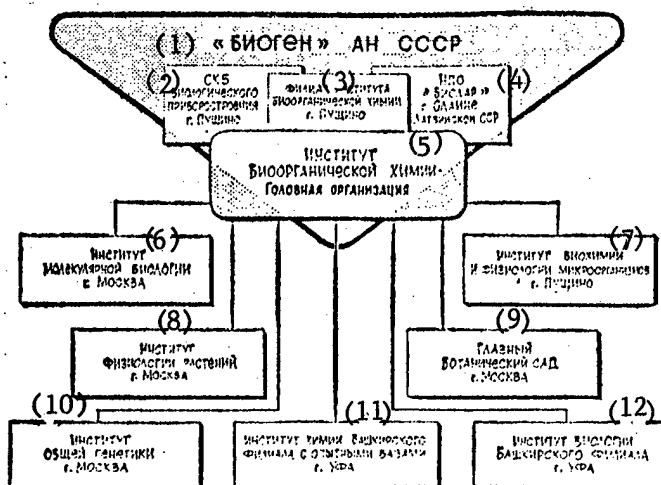 (1) «БИОГЕН» АН СССР
(2)
СКБ
БИОЛОГИЧЕСКОГО
ПРИБОРОСТРОЕНИЯ
г. ПУЩИНО
(3)
ФИЛИАЛ ИНСТИТУТА
БИООРГАНИЧЕСКОЙ ХИМИИ
г. ПУЩИНО
(4)
НПО
«БИОЛАР»
г. ОЛАЙНЕ
ЛАТВИЙСКОЙ ССР
(5)
ИНСТИТУТ
БИООРГАНИЧЕСКОЙ ХИМИИ-
ГОЛОВНАЯ ОРГАНИЗАЦИЯ
(6)
ИНСТИТУТ
МОЛЕКУЛЯРНОЙ БИОЛОГИИ
г. МОСКВА
(7)
ИНСТИТУТ БИОХИМИИ
И ФИЗИОЛОГИИ МИКРООРГАНИЗМОВ
г. ПУЩИНО
(8)
ИНСТИТУТ
ФИЗИОЛОГИИ РАСТЕНИЙ
г. МОСКВА
(9)
ГЛАВНЫЙ
БОТАНИЧЕСКИЙ САД
г. МОСКВА
(10)
ИНСТИТУТ
ОБЩЕЙ ГЕНЕТИКИ
г. МОСКВА
(11)
ИНСТИТУТ ХИМИИ БАШКИРСКОГО
ФИЛИАЛА С ОПЫТНЫМИ БАЗАМИ
г. УФА
(12)
ИНСТИТУТ БИОЛОГИИ
БАШКИРСКОГО ФИЛИАЛА
г. УФА